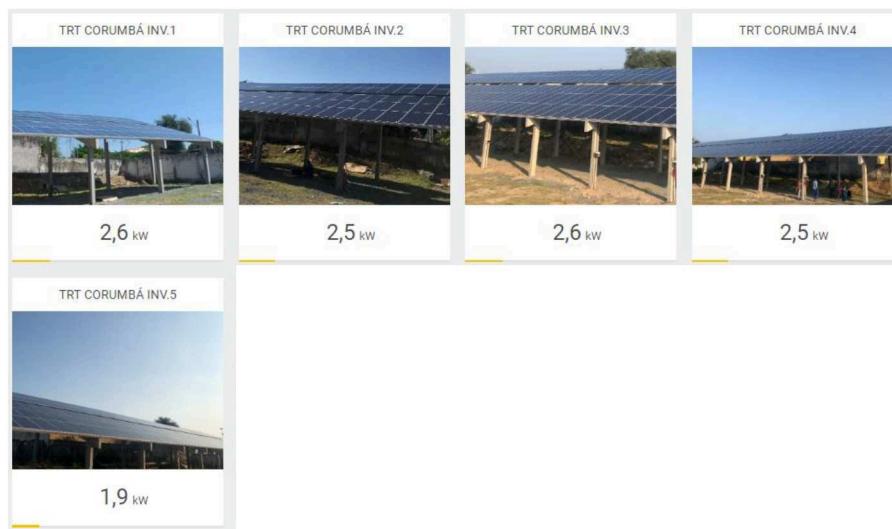 TRT CORUMBÁ INV.1
TRT CORUMBÁ INV.2
TRT CORUMBÁ INV.3
TRT CORUMBÁ INV.4
2,6 kW
2,5 kW
2,6 kW
2,5 kW
TRT CORUMBÁ INV.5
1,9 kW